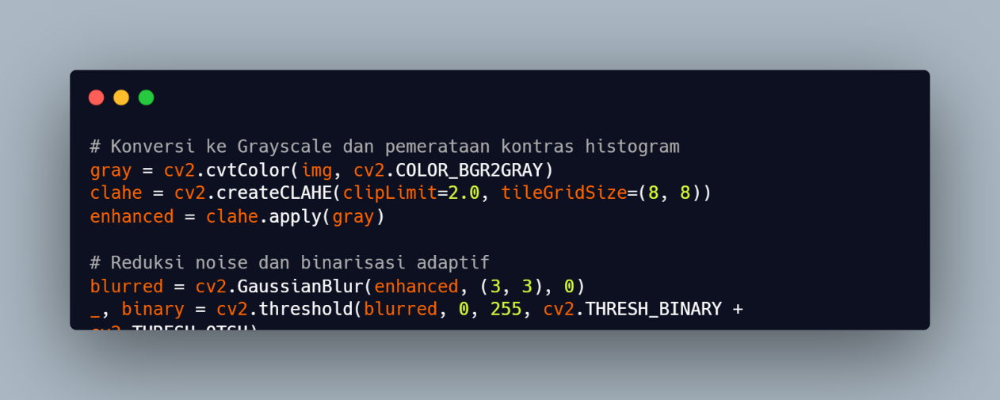 # Konversi ke Grayscale dan pemerataan kontras histogram
gray = cv2.cvtColor(img, cv2.COLOR_BGR2GRAY)
clahe = cv2.createCLAHE(clipLimit=2.0, tileGridSize=(8, 8))
enhanced = clahe.apply(gray)
# Reduksi noise dan binarisasi adaptif
blurred = cv2.GaussianBlur(enhanced, (3, 3), 0)
_, binary = cv2.threshold(blurred, 0, 255, cv2.THRESH_BINARY +
cv2.THRESH_OTSU)